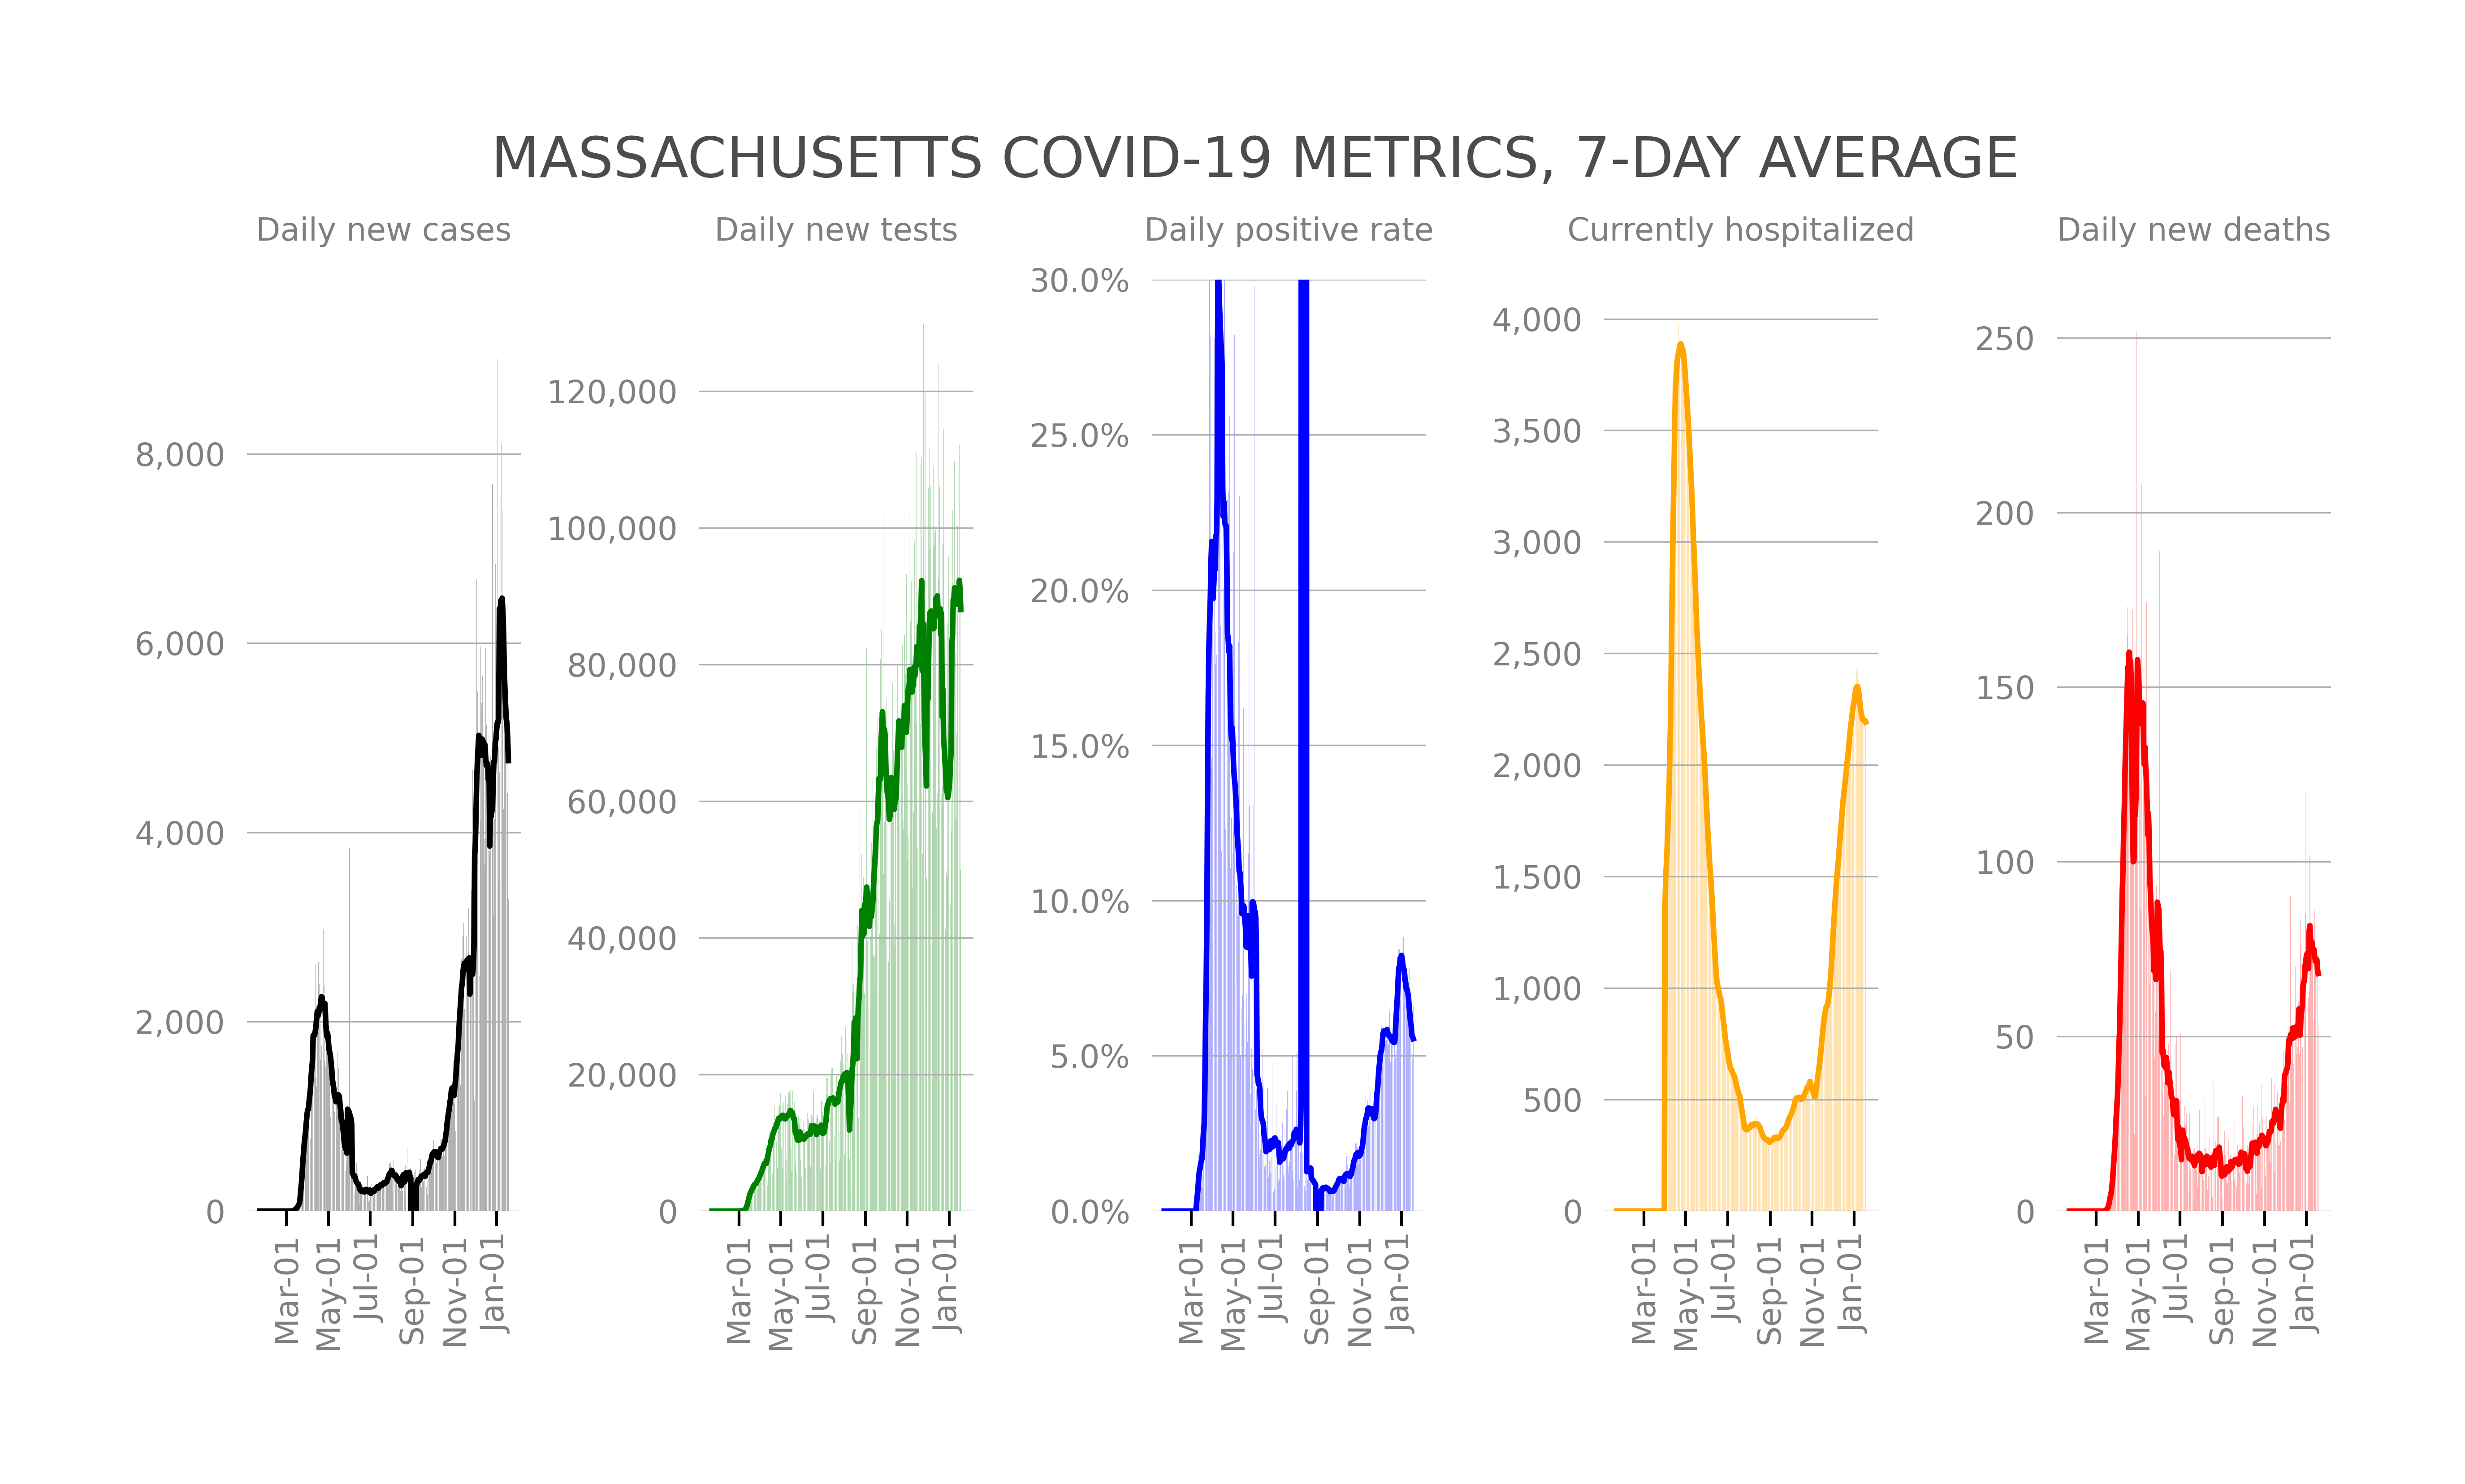 MASSACHUSETTS COVID-19 METRICS, 7-DAY AVERAGE
Daily new cases
8,000
6,000
4,000
2,000
0
Mar-01
May-01
Jul-01
Sep-01
Nov-01
Jan-01
Daily new tests
120,000
100,000
80,000
60,000
40,000
20,000
0
Mar-01
May-01
Jul-01
Sep-01
Nov-01
Jan-01
Daily positive rate
30.0%
25.0%
20.0%
15.0%
10.0%
5.0%
0.0%
Mar-01
May-01
Jul-01
Sep-01
Nov-01
Jan-01
Currently hospitalized
4,000
3,500
3,000
2,500
2,000
1,500
1,000
500
0
Mar-01
May-01
Jul-01
Sep-01
Nov-01
Jan-01
Daily new deaths
250
200
150
100
50
0
Mar-01
May-01
Jul-01
Sep-01
Nov-01
Jan-01